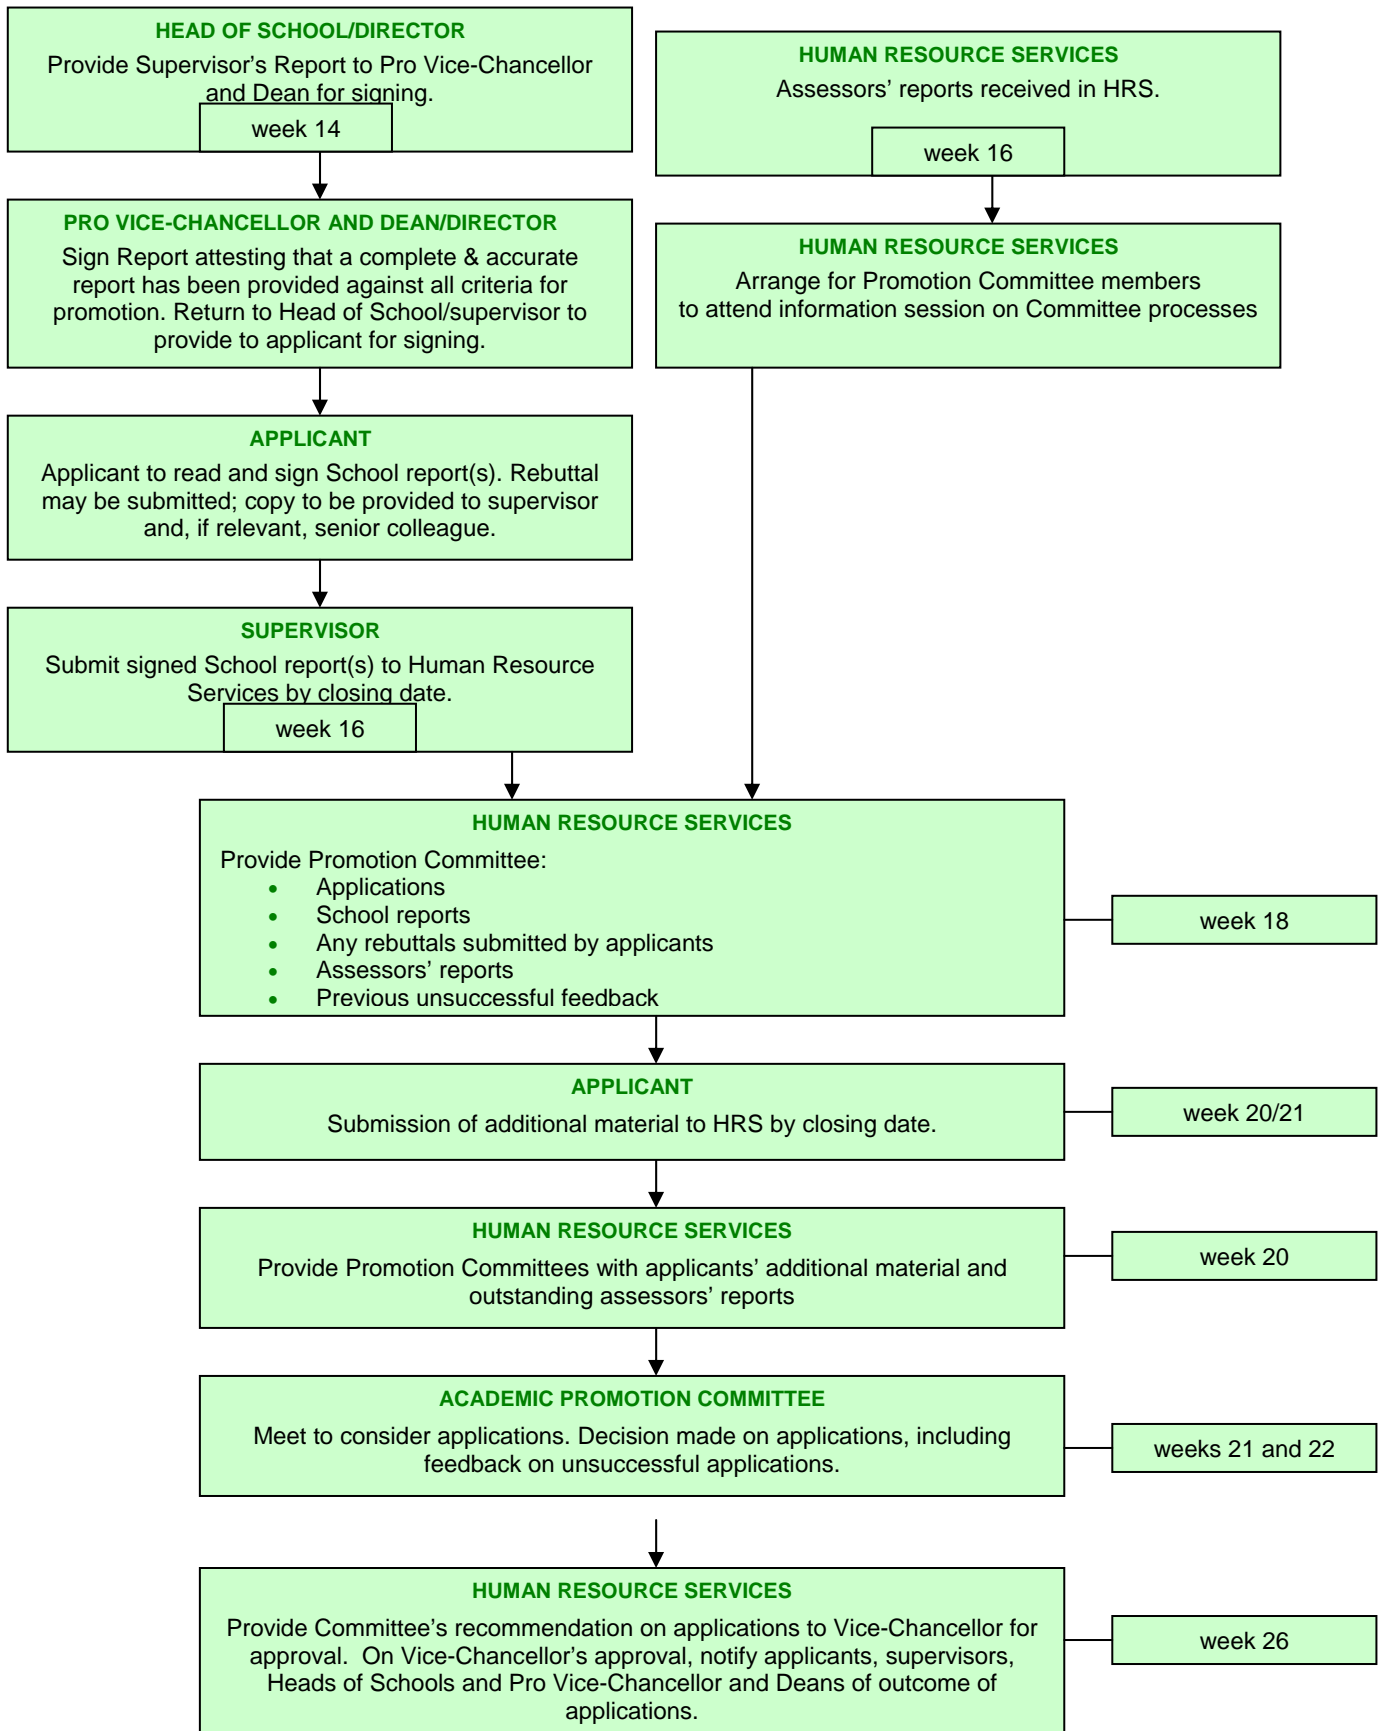 HEAD OF SCHOOL/DIRECTOR
Provide Supervisor's Report to Pro Vice-Chancellor
and Dean for signing.
week 14
HUMAN RESOURCE SERVICES
Assessors' reports received in HRS.
week 16
PRO VICE-CHANCELLOR AND DEAN/DIRECTOR
Sign Report attesting that a complete & accurate
report has been provided against all criteria for
promotion. Return to Head of School/supervisor to
provide to applicant for signing.
HUMAN RESOURCE SERVICES
Arrange for Promotion Committee members
to attend information session on Committee processes
APPLICANT
Applicant to read and sign School report(s). Rebuttal
may be submitted; copy to be provided to supervisor
and, if relevant, senior colleague.
SUPERVISOR
Submit signed School report(s) to Human Resource
Services by closing date.
week 16
HUMAN RESOURCE SERVICES
Provide Promotion Committee:
• Applications
• School reports
• Any rebuttals submitted by applicants
• Assessors' reports
• Previous unsuccessful feedback
week 18
APPLICANT
Submission of additional material to HRS by closing date.
week 20/21
HUMAN RESOURCE SERVICES
Provide Promotion Committees with applicants' additional material and
outstanding assessors' reports
week 20
ACADEMIC PROMOTION COMMITTEE
Meet to consider applications. Decision made on applications, including
feedback on unsuccessful applications.
weeks 21 and 22
HUMAN RESOURCE SERVICES
Provide Committee's recommendation on applications to Vice-Chancellor for
approval.  On Vice-Chancellor's approval, notify applicants, supervisors,
Heads of Schools and Pro Vice-Chancellor and Deans of outcome of
applications.
week 26